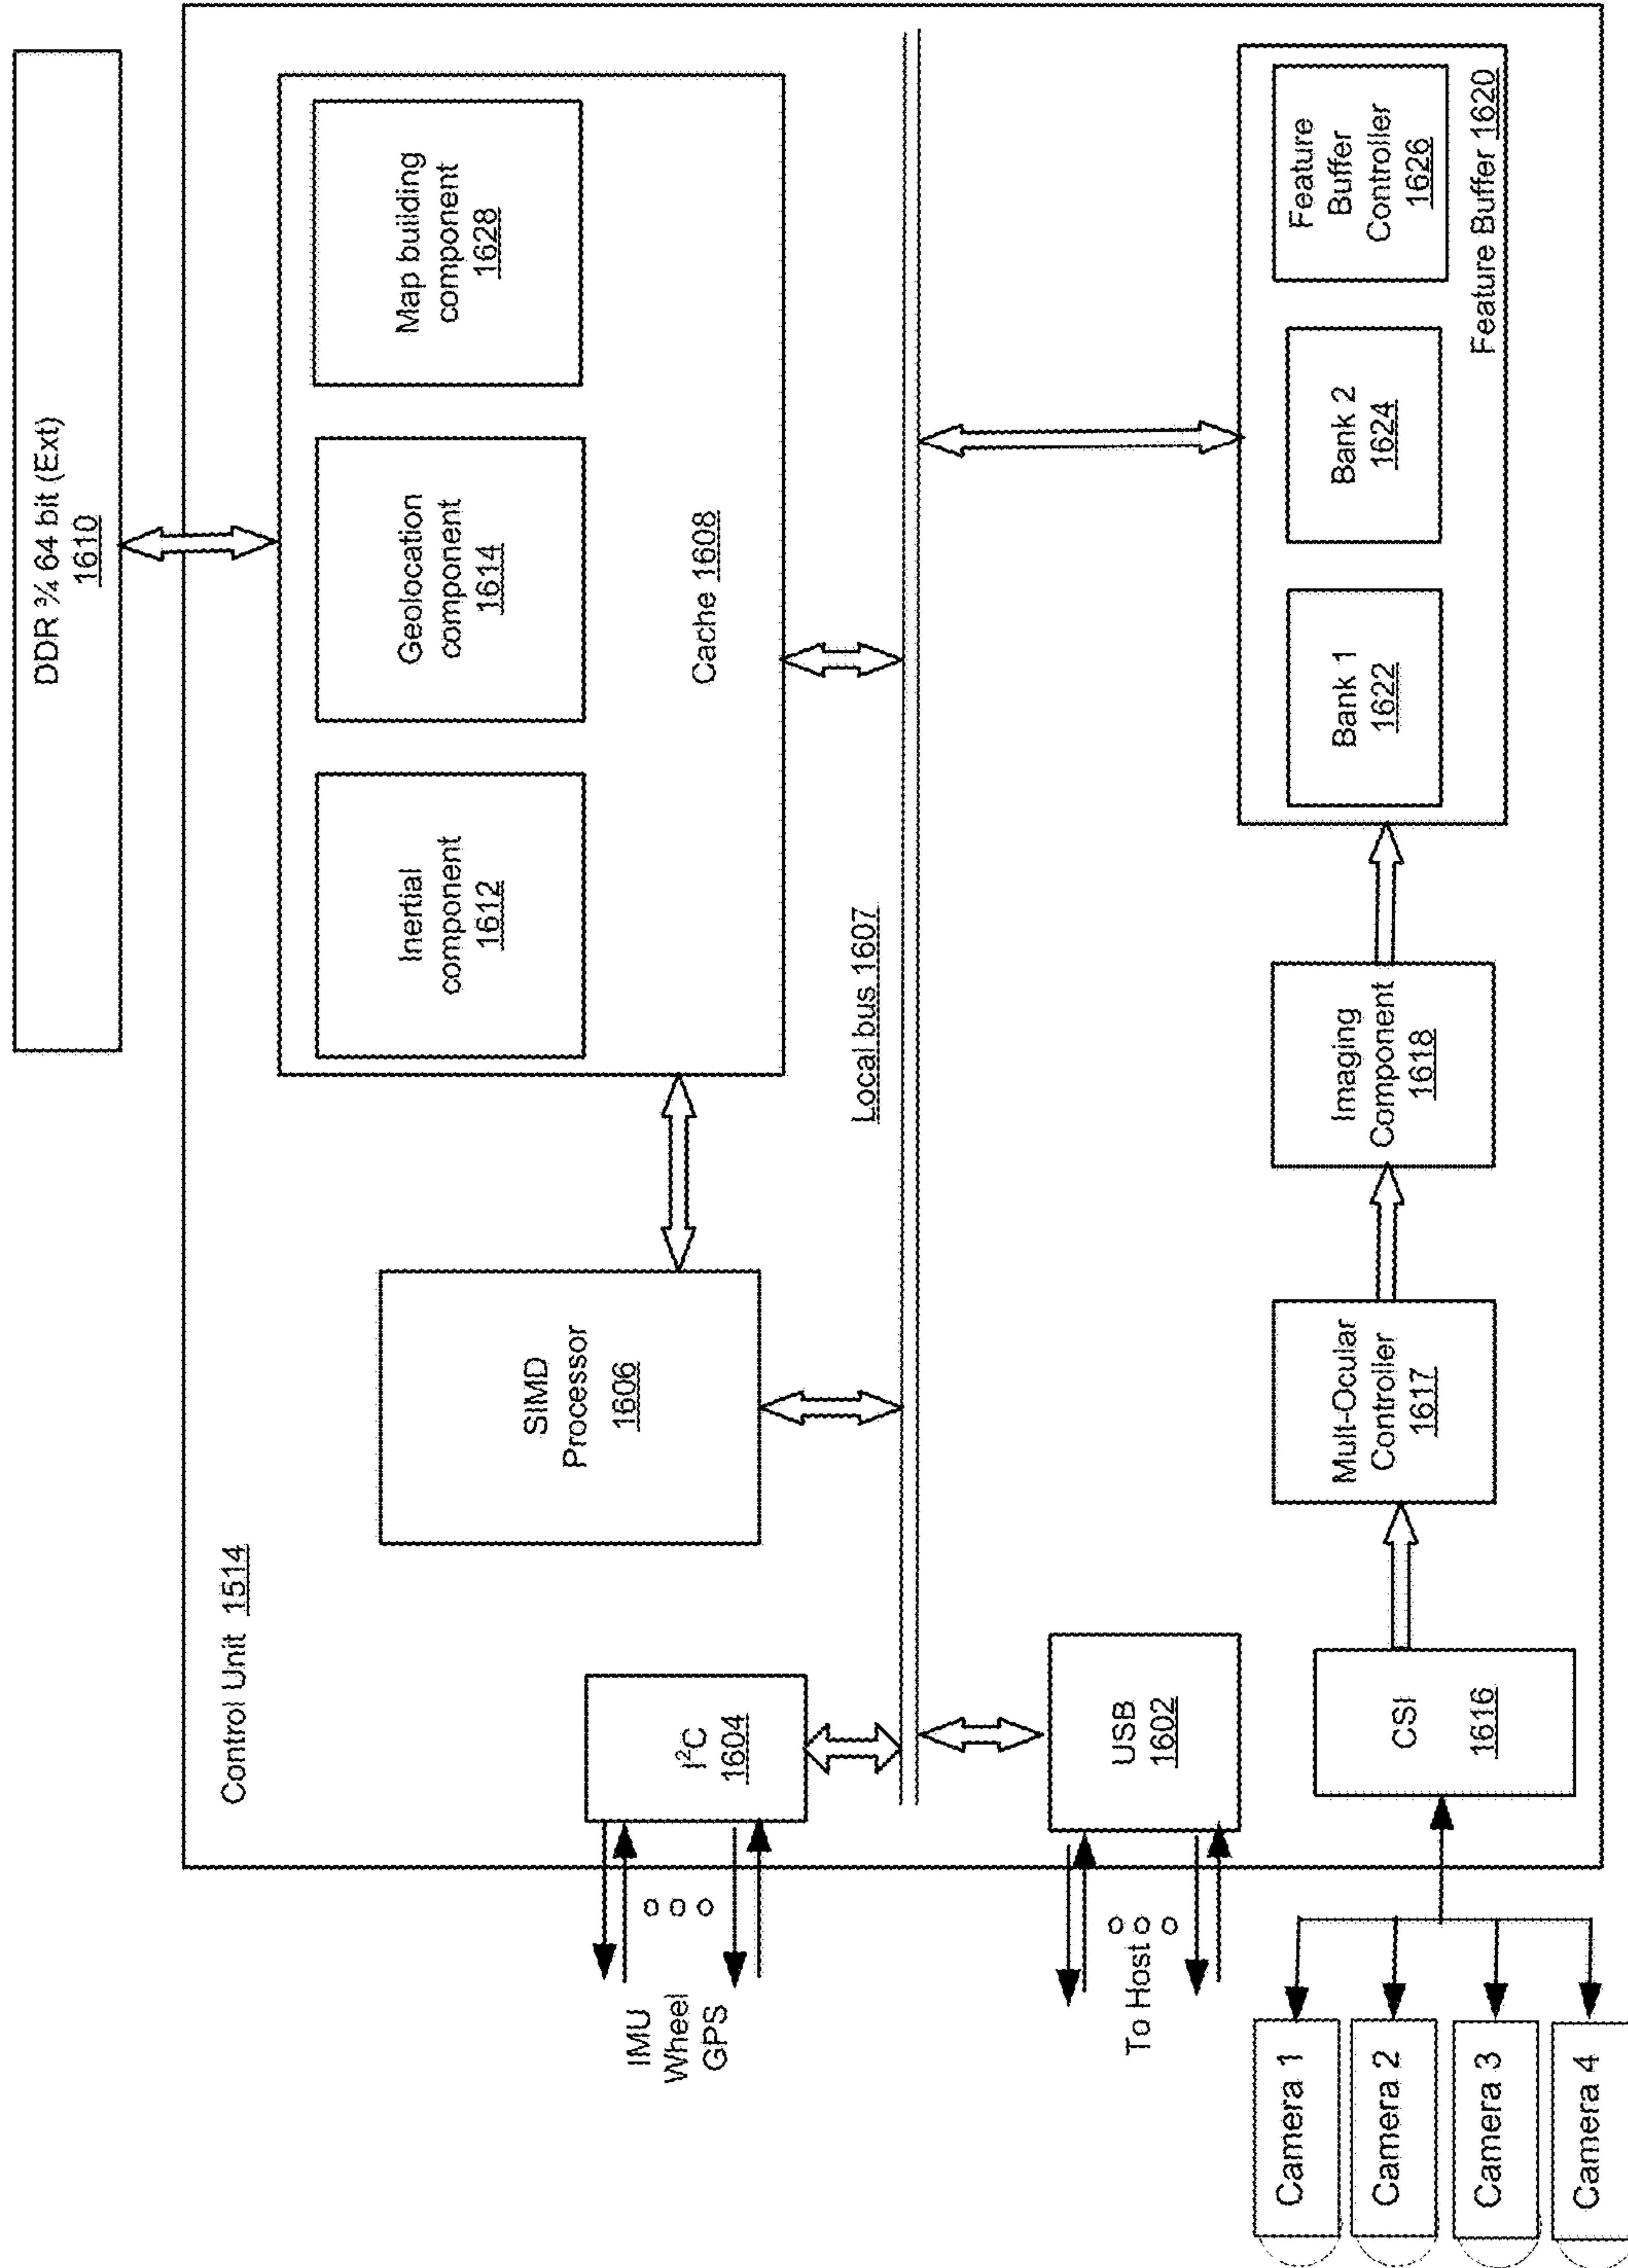 DDR ¾ 64 bit (Ext)
1610
Control Unit 1514
Inertial
component
1612
Geolocation
component
1614
Map building
component
1628
Cache 1608
SIMD
Processor
1606
I²C
1604
IMU
Wheel
GPS
Local bus 1607
USB
1602
To Host
CSI
1616
Mult-Ocular
Controller
1617
Imaging
Component
1618
Bank 1
1622
Bank 2
1624
Feature
Buffer
Controller
1626
Feature Buffer 1620
Camera 1
Camera 2
Camera 3
Camera 4